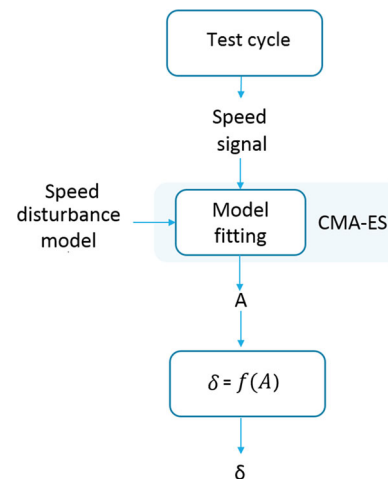 Test cycle
Speed
signal
Speed
disturbance
model
Model
fitting
CMA-ES
A
δ = f(A)
δ